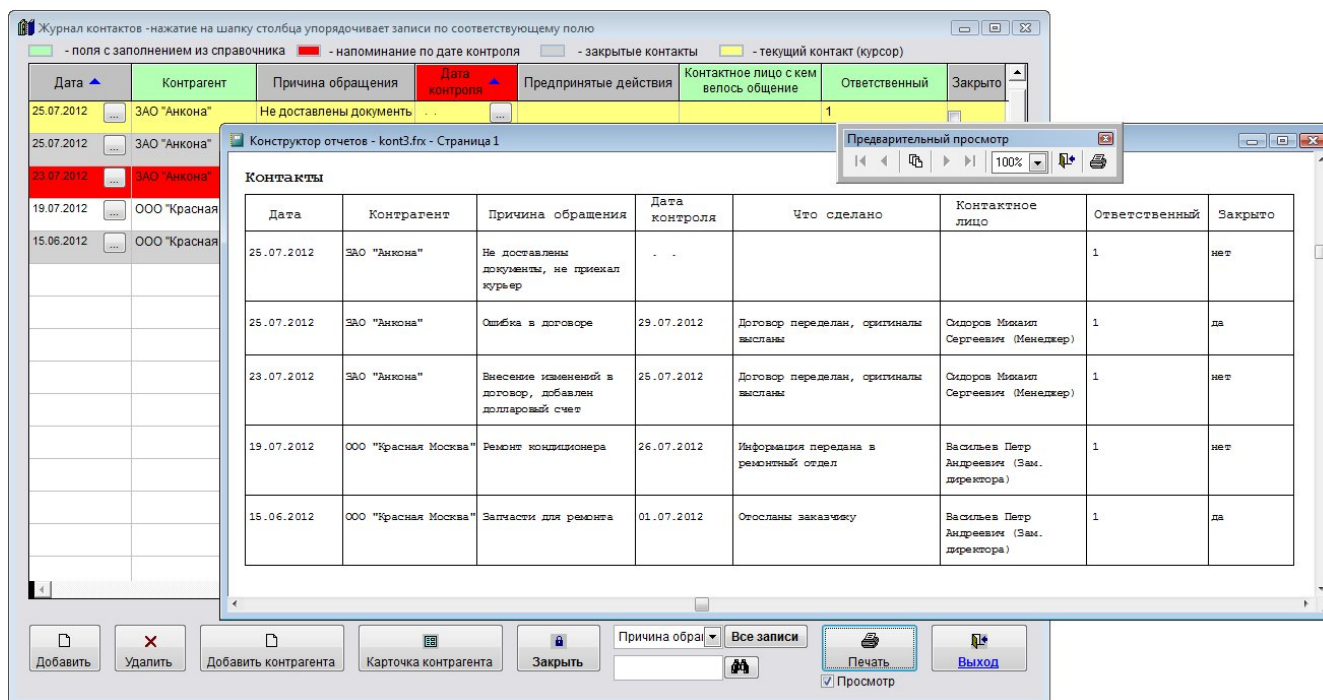 Журнал контактов -нажатие на шапку столбца упорядочивает записи по соответствующему полю
- поля с заполнением из справочника - напоминание по дате контроля - закрытые контакты - текущий контакт (курсор)
Дата Контрагент Причина обращения Дата контроля Предпринятые действия Контактное лицо с кем велось общение Ответственный Закрыто
25.07.2012 ... ЗАО "Анкона" Не доставлены документь . . ... 1
25.07.2012 ... ЗАО "Анкона"
23.07.2012 ... ЗАО "Анкона"
19.07.2012 ... ООО "Красная
15.06.2012 ... ООО "Красная
Конструктор отчетов - kont3.frx - Страница 1
Предварительный просмотр
100%
Контакты
Дата Контрагент Причина обращения Дата контроля Что сделано Контактное лицо Ответственный Закрыто
25.07.2012 ЗАО "Анкона" Не доставлены . . 1 нет
документы, не приехал
курьер
25.07.2012 ЗАО "Анкона" Ошибка в договоре 29.07.2012 Договор переделан, оригиналы Сидоров Михаил 1 да
высланы Сергеевич (Менеджер)
23.07.2012 ЗАО "Анкона" Внесение изменений в 25.07.2012 Договор переделан, оригиналы Сидоров Михаил 1 нет
договор, добавлен высланы Сергеевич (Менеджер)
долларовый счет
19.07.2012 ООО "Красная Москва" Ремонт кондиционера 26.07.2012 Информация передана в Васильев Петр 1 нет
ремонтный отдел Андреевич (Зам.
директора)
15.06.2012 ООО "Красная Москва" Запчасти для ремонта 01.07.2012 Отосланы заказчику Васильев Петр 1 да
Андреевич (Зам.
директора)
Добавить Удалить Добавить контрагента Карточка контрагента Закрыть Причина обращ Все записи Печать Выход
Просмотр